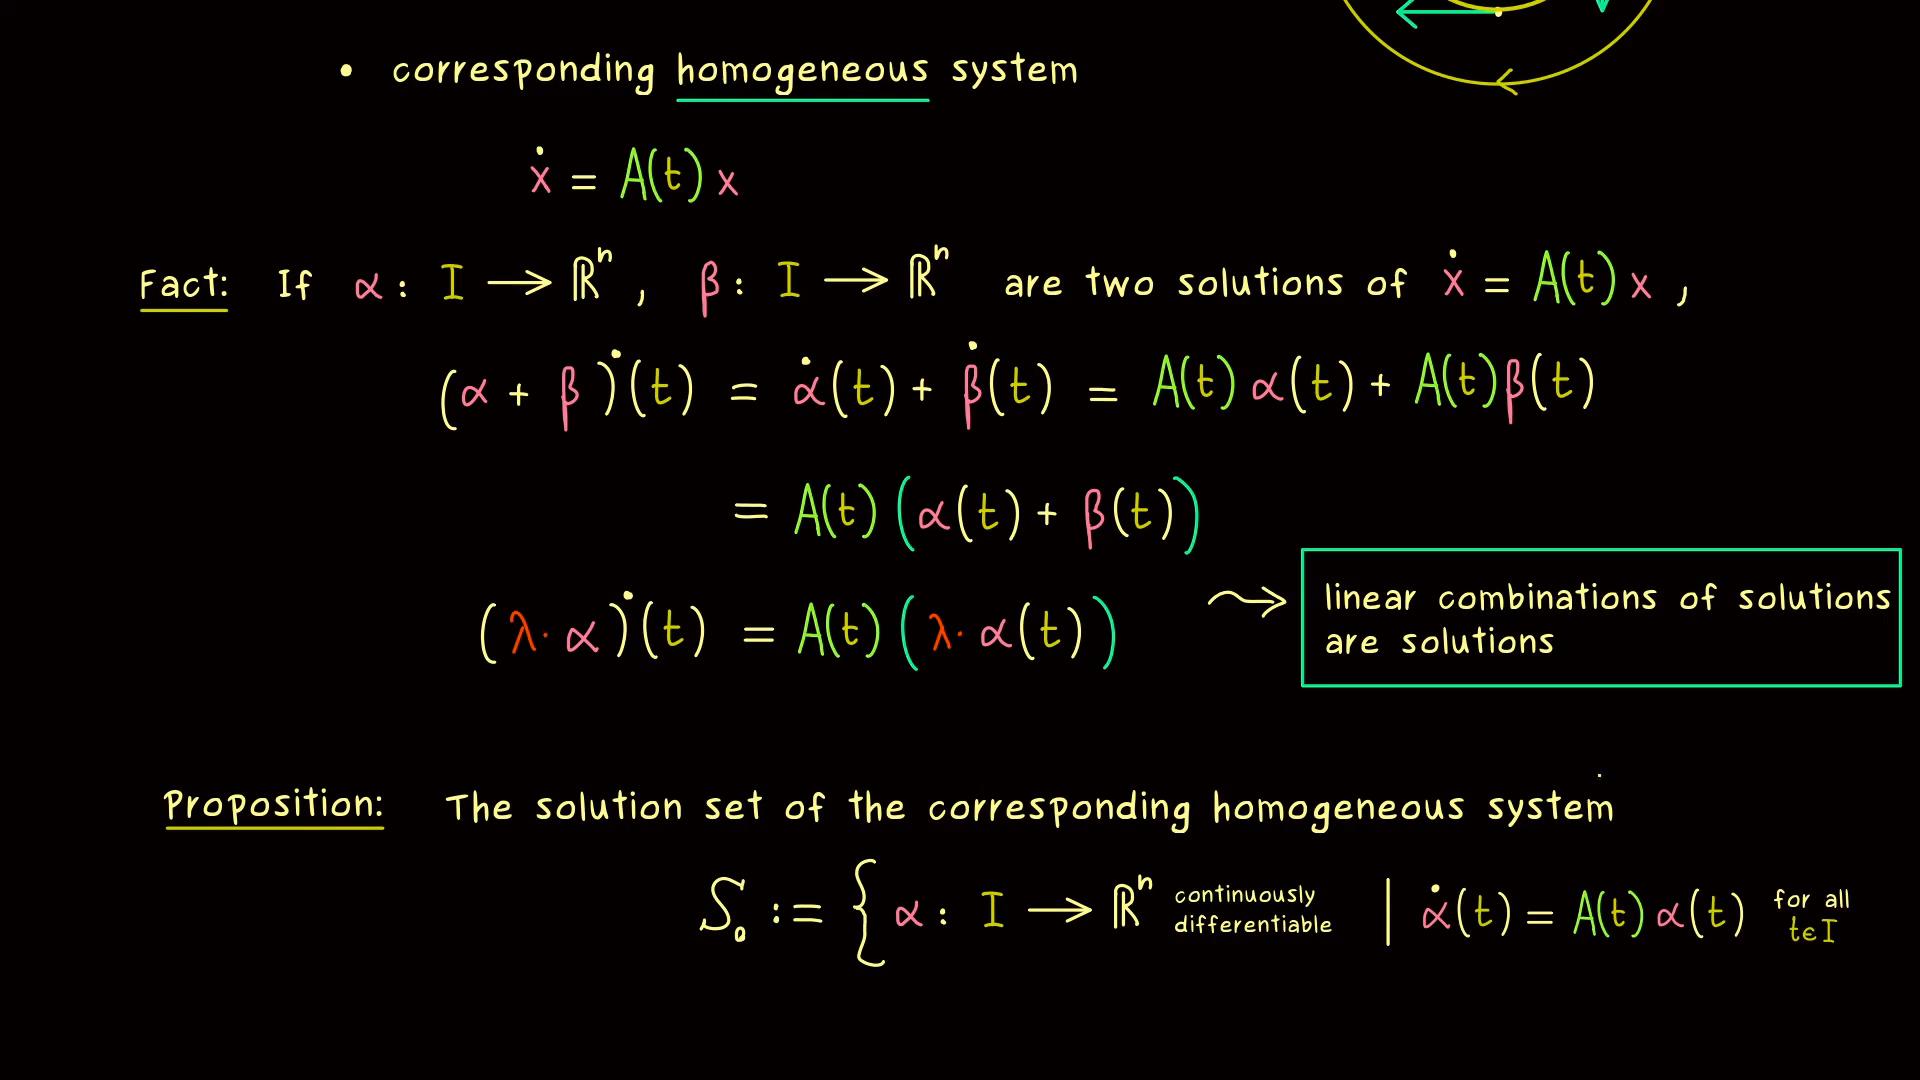 • corresponding homogeneous system
ẋ = A(t) x
Fact: If α : I ⟶ ℝⁿ , β : I ⟶ ℝⁿ are two solutions of ẋ = A(t) x ,
(α + β)˙(t) = α̇(t) + β̇(t) = A(t) α(t) + A(t) β(t)
= A(t) (α(t) + β(t))
(λ· α)˙(t) = A(t) (λ· α(t))
⇝ linear combinations of solutions
are solutions
Proposition: The solution set of the corresponding homogeneous system
S₀ := { α : I ⟶ ℝⁿ continuously differentiable | α̇(t) = A(t) α(t) for all t∈I